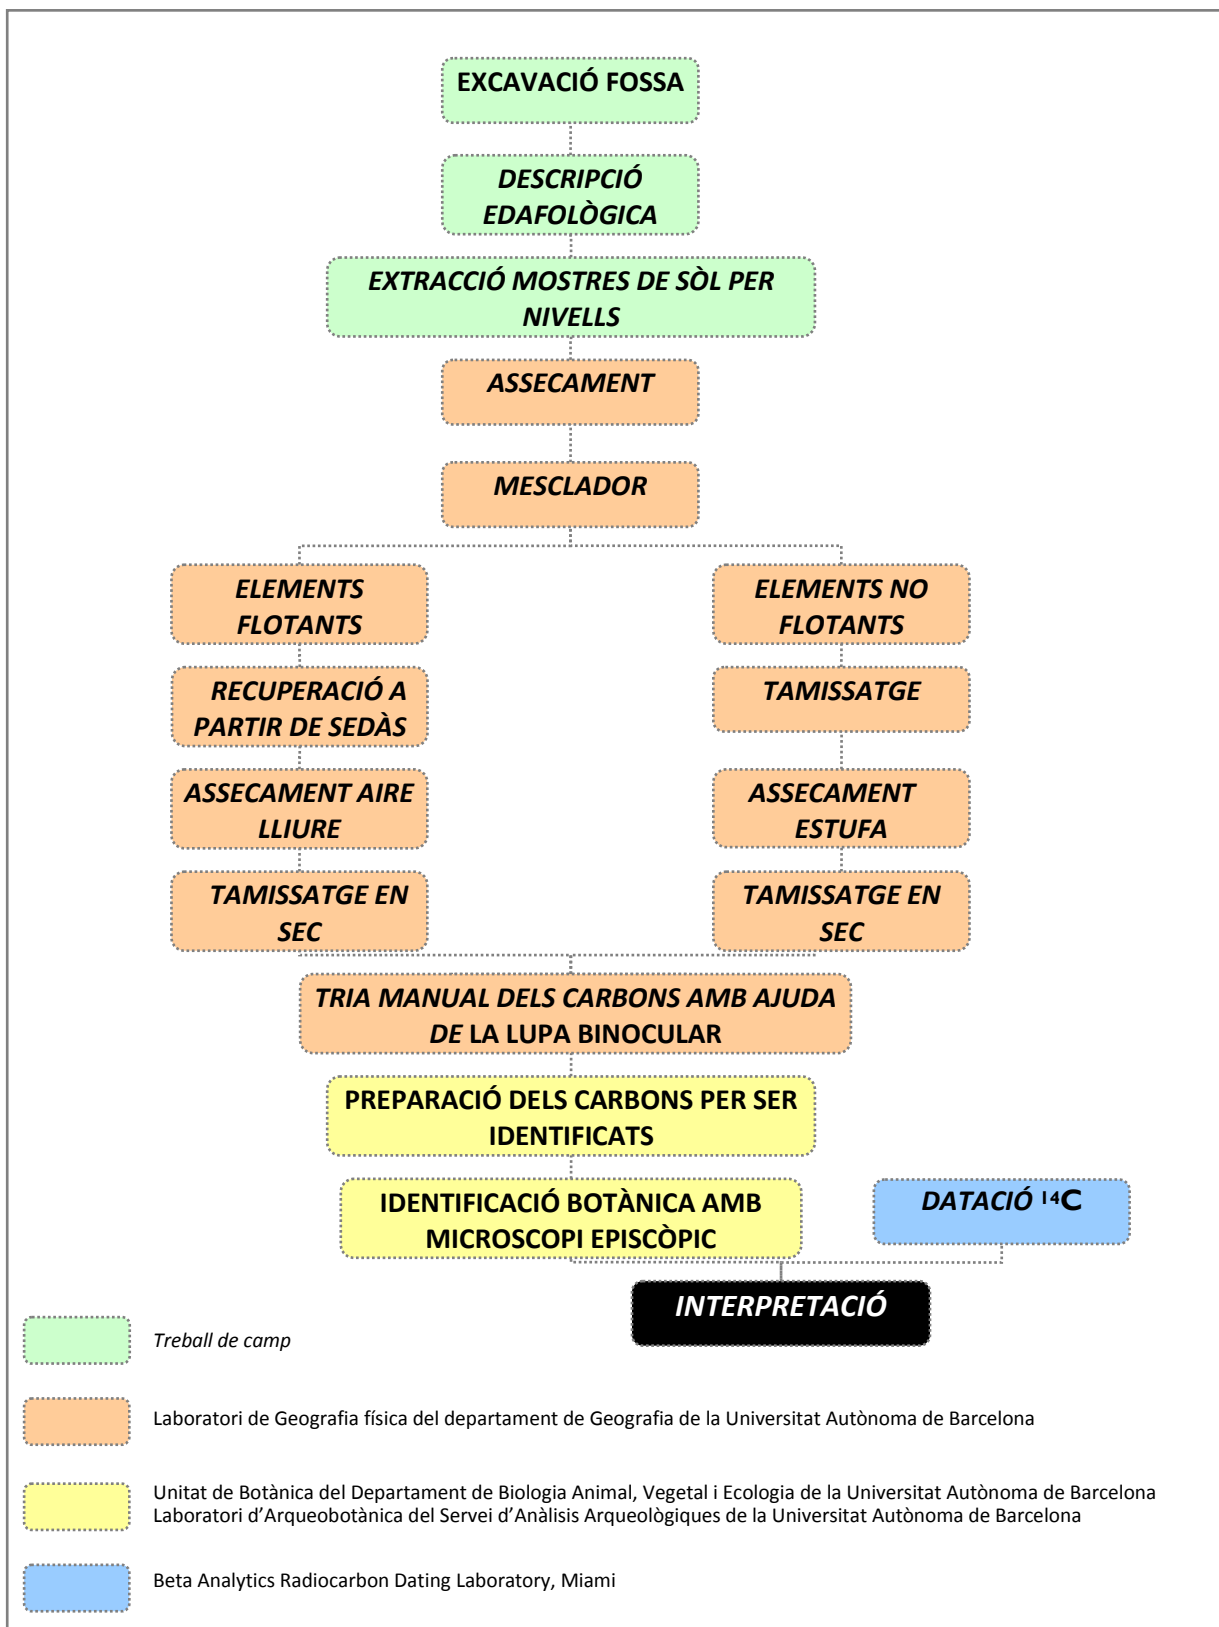 EXCAVACIÓ FOSSA
DESCRIPCIÓ
EDAFOLÒGICA
EXTRACCIÓ MOSTRES DE SÒL PER
NIVELLS
ASSECAMENT
MESCLADOR
ELEMENTS
FLOTANTS
ELEMENTS NO
FLOTANTS
RECUPERACIÓ A
PARTIR DE SEDÀS
TAMISSATGE
ASSECAMENT AIRE
LLIURE
ASSECAMENT
ESTUFA
TAMISSATGE EN
SEC
TAMISSATGE EN
SEC
TRIA MANUAL DELS CARBONS AMB AJUDA
DE LA LUPA BINOCULAR
PREPARACIÓ DELS CARBONS PER SER
IDENTIFICATS
IDENTIFICACIÓ BOTÀNICA AMB
MICROSCOPI EPISCÒPIC
DATACIÓ ¹⁴C
INTERPRETACIÓ
Treball de camp
Laboratori de Geografia física del departament de Geografia de la Universitat Autònoma de Barcelona
Unitat de Botànica del Departament de Biologia Animal, Vegetal i Ecologia de la Universitat Autònoma de Barcelona
Laboratori d’Arqueobotànica del Servei d’Anàlisis Arqueològiques de la Universitat Autònoma de Barcelona
Beta Analytics Radiocarbon Dating Laboratory, Miami